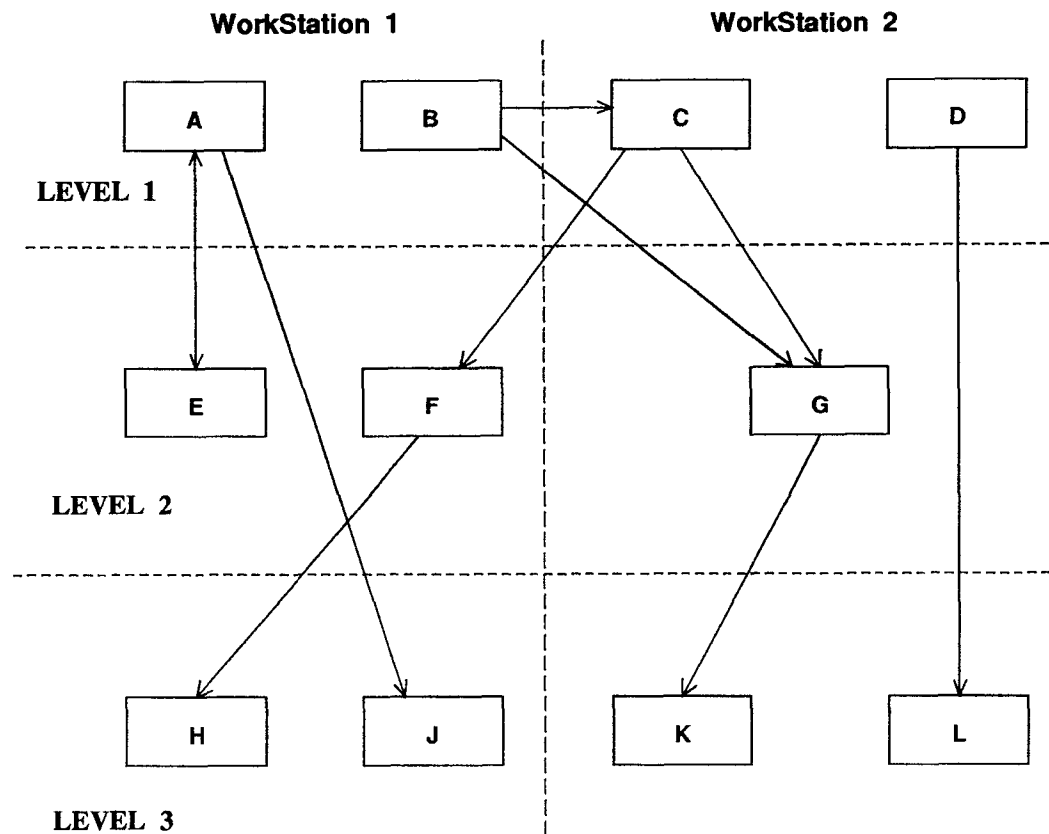 WorkStation 1
WorkStation 2
A
B
C
D
LEVEL 1
E
F
G
LEVEL 2
H
J
K
L
LEVEL 3